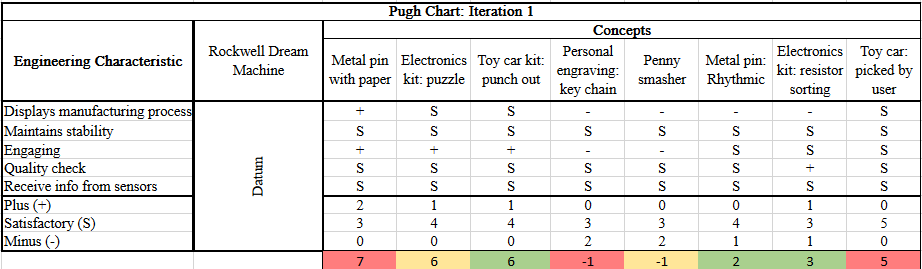 Pugh Chart: Iteration 1
Engineering Characteristic Rockwell Dream Machine Concepts
Metal pin with paper Electronics kit: puzzle Toy car kit: punch out Personal engraving: key chain Penny smasher Metal pin: Rhythmic Electronics kit: resistor sorting Toy car: picked by user
Displays manufacturing process Datum + S S - - - - S
Maintains stability S S S S S S S S
Engaging + + + - - S S S
Quality check S S S S S S + S
Receive info from sensors S S S S S S S S
Plus (+) 2 1 1 0 0 0 1 0
Satisfactory (S) 3 4 4 3 3 4 3 5
Minus (-) 0 0 0 2 2 1 1 0
7 6 6 -1 -1 2 3 5